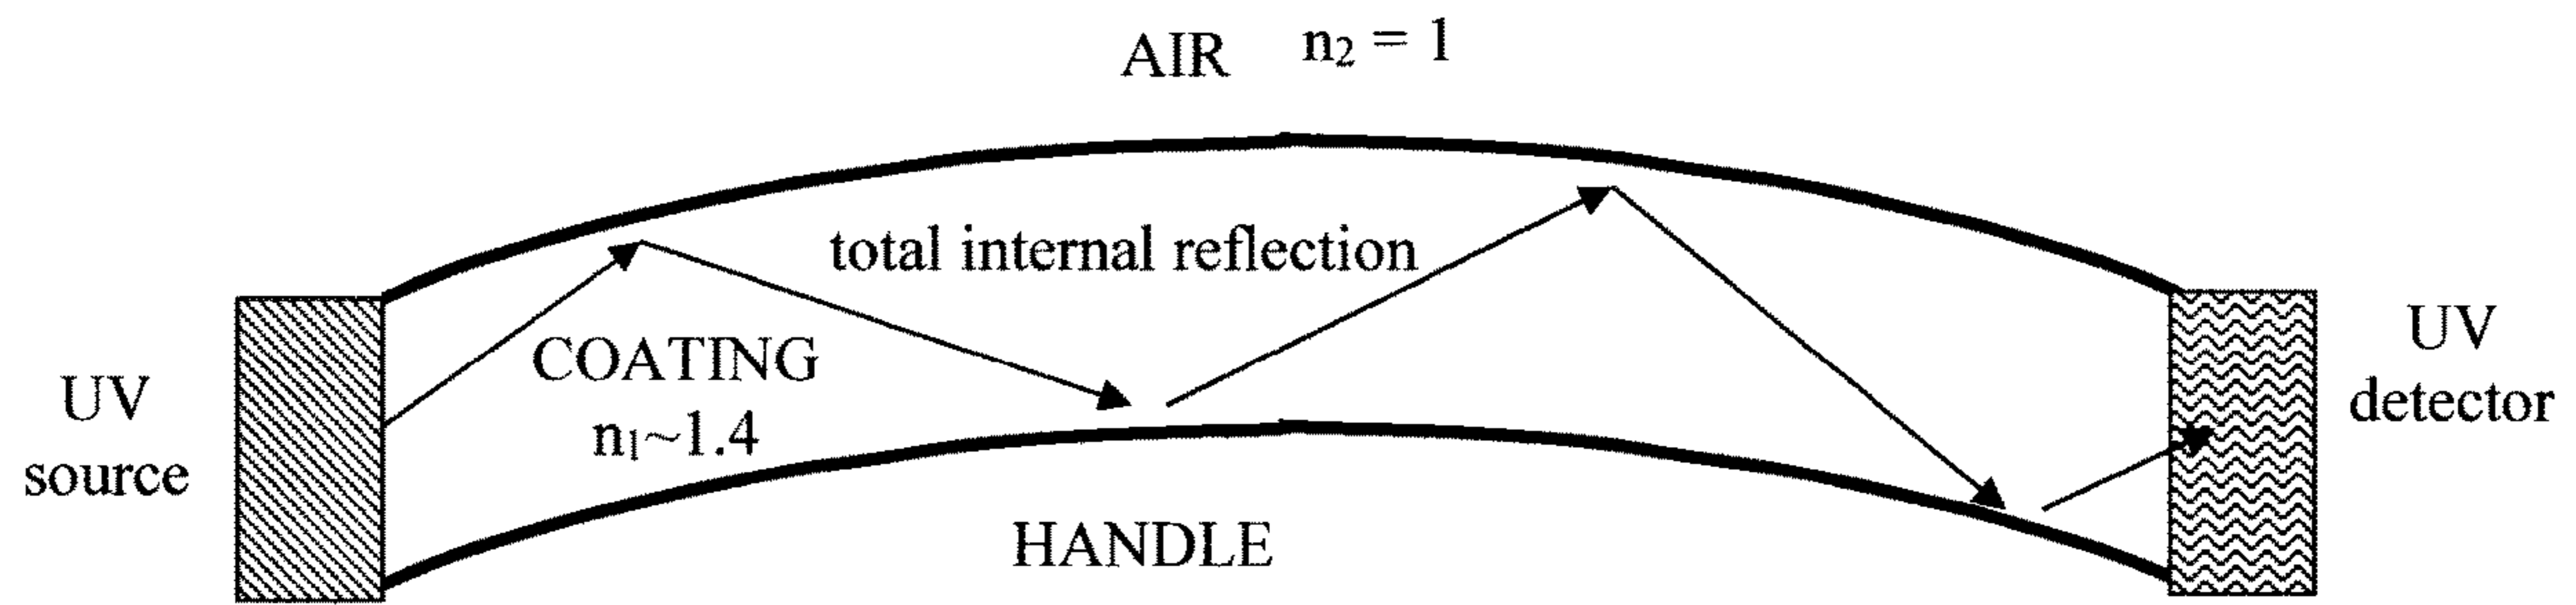 AIR n₂ = 1
total internal reflection
COATING
n₁~1.4
UV
source
UV
detector
HANDLE